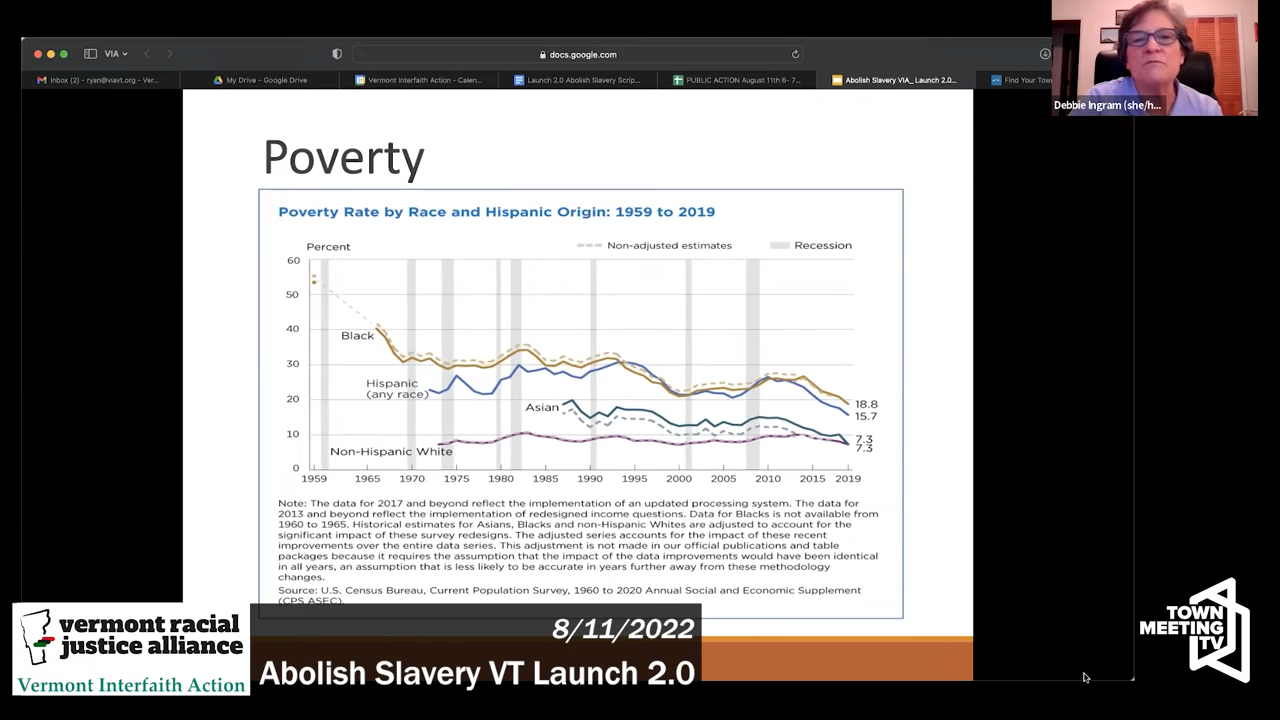 VIA
docs.google.com
Inbox (2) - ryan@viavt.org - Ver...
My Drive - Google Drive
Vermont Interfaith Action - Calen...
Launch 2.0 Abolish Slavery Scrip...
PUBLIC ACTION August 11th 6- 7...
Abolish Slavery VIA_ Launch 2.0...
Find Your Town
Debbie Ingram (she/h...
Poverty
Poverty Rate by Race and Hispanic Origin: 1959 to 2019
Percent
Non-adjusted estimates
Recession
60
50
40
30
20
10
0
Black
Hispanic
(any race)
Asian
Non-Hispanic White
18.8
15.7
7.3
7.3
1959 1965 1970 1975 1980 1985 1990 1995 2000 2005 2010 2015 2019
Note: The data for 2017 and beyond reflect the implementation of an updated processing system. The data for
2013 and beyond reflect the implementation of redesigned income questions. Data for Blacks is not available from
1960 to 1965. Historical estimates for Asians, Blacks and non-Hispanic Whites are adjusted to account for the
significant impact of these survey redesigns. The adjusted series accounts for the impact of these recent
improvements over the entire data series. This adjustment is not made in our official publications and table
packages because it requires the assumption that the impact of the data improvements would have been identical
in all years, an assumption that is less likely to be accurate in years further away from these methodology
changes.
Source: U.S. Census Bureau, Current Population Survey, 1960 to 2020 Annual Social and Economic Supplement
(CPS ASEC).
vermont racial
justice alliance
Vermont Interfaith Action
8/11/2022
Abolish Slavery VT Launch 2.0
TOWN
MEETING
TV